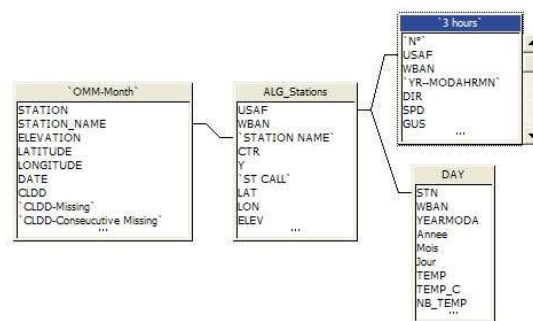 `OMM-Month`
STATION
STATION_NAME
ELEVATION
LATITUDE
LONGITUDE
DATE
CLDD
`CLDD-Missing`
`CLDD-Conseucutive Missing`
...
ALG_Stations
USAF
WBAN
`STATION NAME`
CTR
Y
`ST CALL`
LAT
LON
ELEV
...
`3 hours`
`N°`
USAF
WBAN
`YR--MODAHRMN`
DIR
SPD
GUS
...
DAY
STN
WBAN
YEARMODA
Annee
Mois
Jour
TEMP
TEMP_C
NB_TEMP
...